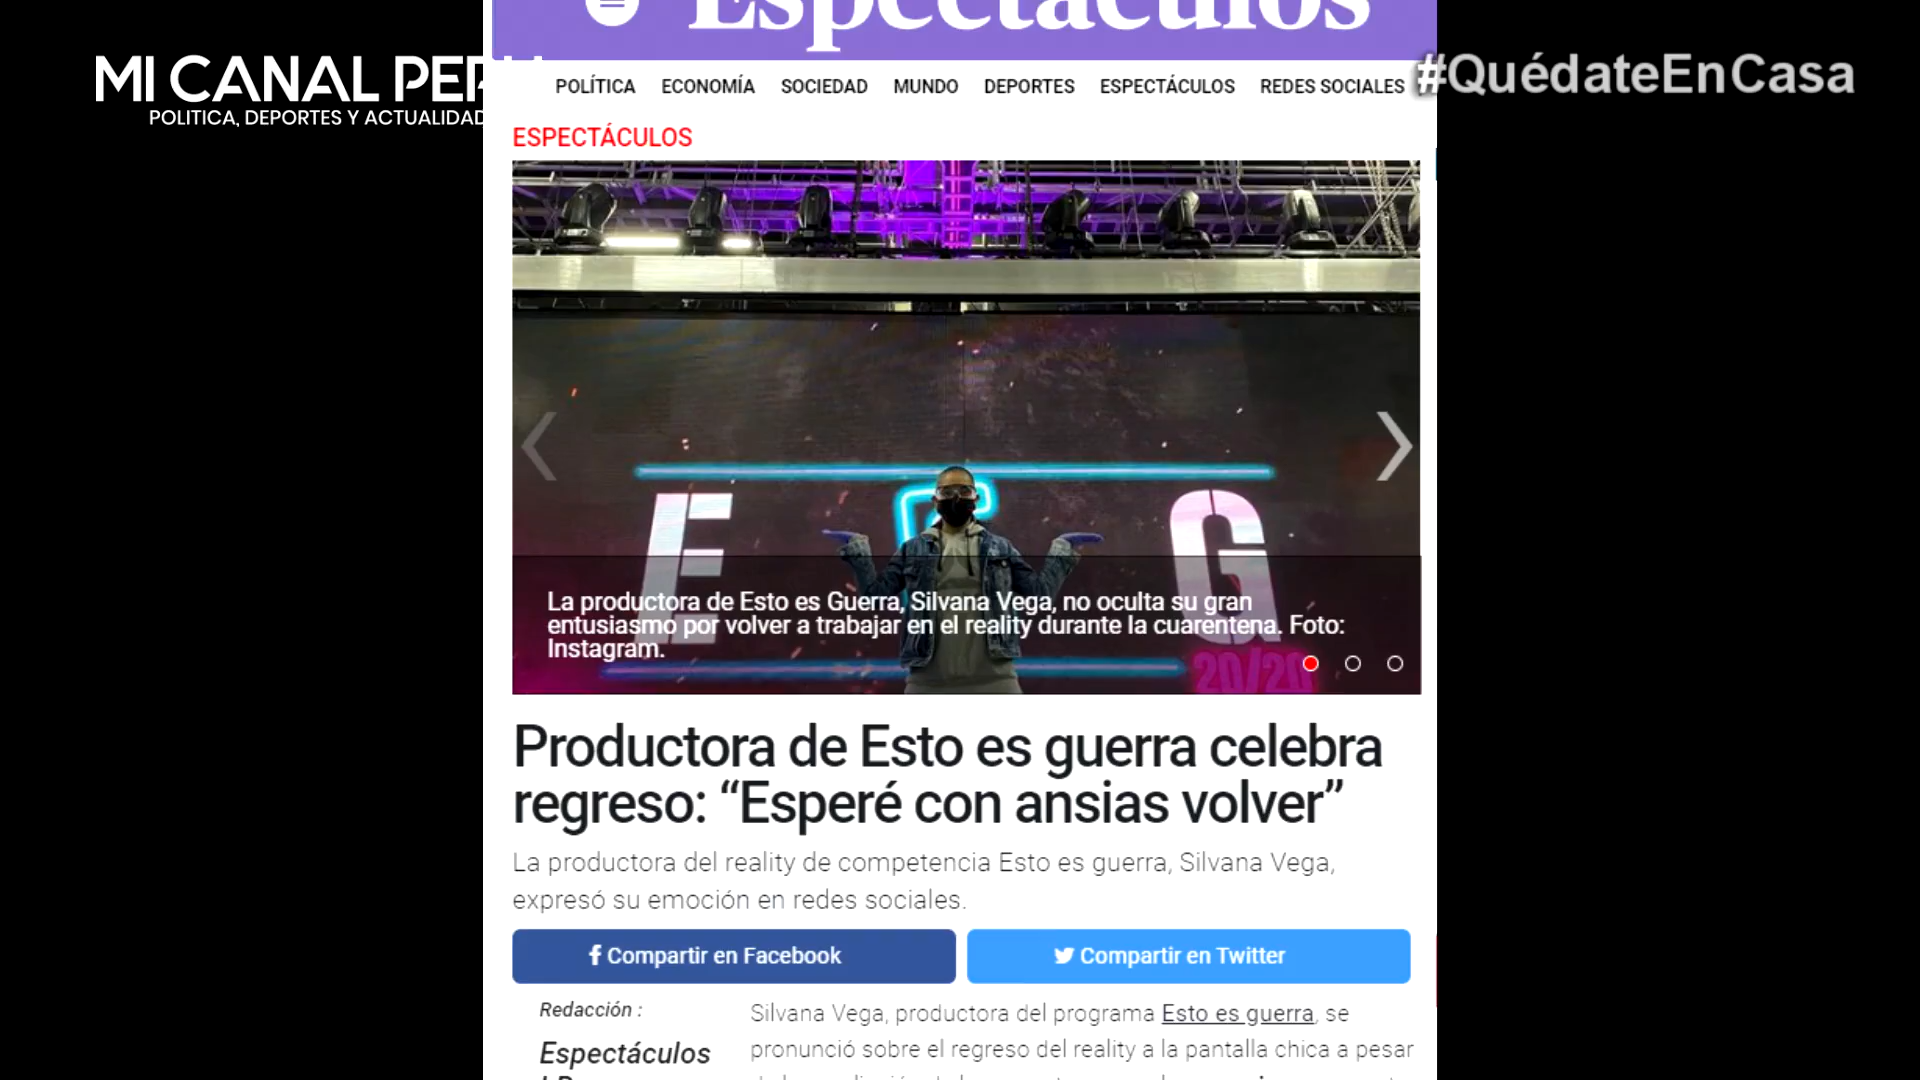 Espectáculos
MI CANAL PERU
POLITICA, DEPORTES Y ACTUALIDAD
#QuédateEnCasa
POLÍTICA ECONOMÍA SOCIEDAD MUNDO DEPORTES ESPECTÁCULOS REDES SOCIALES
ESPECTÁCULOS
E G
20/20
La productora de Esto es Guerra, Silvana Vega, no oculta su gran
entusiasmo por volver a trabajar en el reality durante la cuarentena. Foto:
Instagram.
Productora de Esto es guerra celebra
regreso: “Esperé con ansias volver”
La productora del reality de competencia Esto es guerra, Silvana Vega,
expresó su emoción en redes sociales.
Compartir en Facebook
Compartir en Twitter
Redacción :
Espectáculos
Silvana Vega, productora del programa Esto es guerra, se
pronunció sobre el regreso del reality a la pantalla chica a pesar